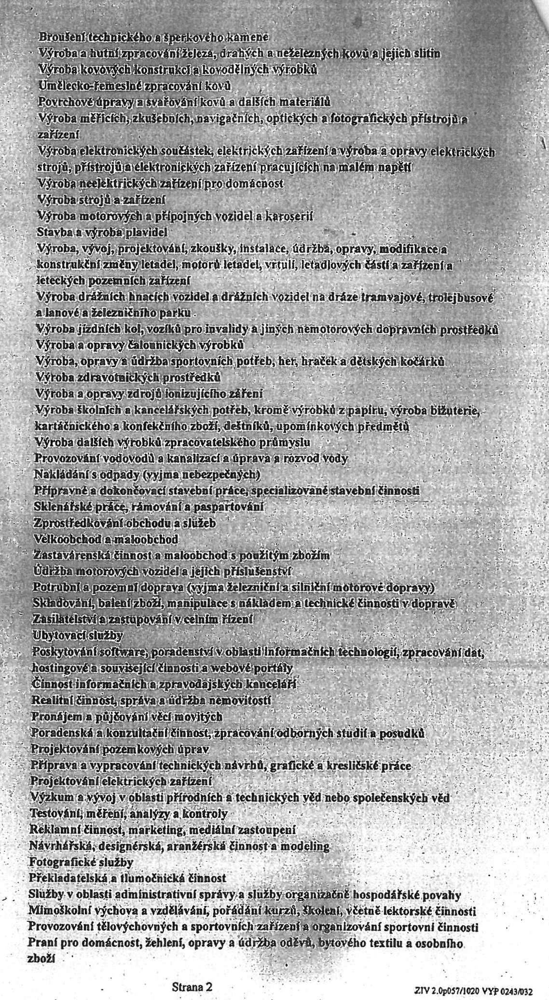 Broušení technického a šperkového kamene
Výroba a hutní zpracování železa, drahých a neželezných kovů a jejich slitin
Výroba kovových konstrukcí a kovodělných výrobků
Umělecko-řemeslné zpracování kovů
Povrchové úpravy a svařování kovů a dalších materiálů
Výroba měřicích, zkušebních, navigačních, optických a fotografických přístrojů a
zařízení
Výroba elektronických součástek, elektrických zařízení a výroba a opravy elektrických
strojů, přístrojů a elektronických zařízení pracujících na malém napětí
Výroba neelektrických zařízení pro domácnost
Výroba strojů a zařízení
Výroba motorových a přípojných vozidel a karoserií
Stavba a výroba plavidel
Výroba, vývoj, projektování, zkoušky, instalace, údržba, opravy, modifikace a
konstrukční změny letadel, motorů letadel, vrtulí, letadlových částí a zařízení a
leteckých pozemních zařízení
Výroba drážních hnacích vozidel a drážních vozidel na dráze tramvajové, trolejbusové
a lanové a železničního parku
Výroba jízdních kol, vozíků pro invalidy a jiných nemotorových dopravních prostředků
Výroba a opravy čalounických výrobků
Výroba, opravy a údržba sportovních potřeb, her, hraček a dětských kočárků
Výroba zdravotnických prostředků
Výroba a opravy zdrojů ionizujícího záření
Výroba školních a kancelářských potřeb, kromě výrobků z papíru, výroba bižuterie,
kartáčnického a konfekčního zboží, deštníků, upomínkových předmětů
Výroba dalších výrobků zpracovatelského průmyslu
Provozování vodovodů a kanalizací a úprava a rozvod vody
Nakládání s odpady (vyjma nebezpečných)
Přípravné a dokončovací stavební práce, specializované stavební činnosti
Sklenářské práce, rámování a paspartování
Zprostředkování obchodu a služeb
Velkoobchod a maloobchod
Zastavárenská činnost a maloobchod s použitým zbožím
Údržba motorových vozidel a jejich příslušenství
Potrubní a pozemní doprava (vyjma železniční a silniční motorové dopravy)
Skladování, balení zboží, manipulace s nákladem a technické činnosti v dopravě
Zasilatelství a zastupování v celním řízení
Ubytovací služby
Poskytování software, poradenství v oblasti informačních technologií, zpracování dat,
hostingové a související činnosti a webové portály
Činnost informačních a zpravodajských kanceláří
Realitní činnost, správa a údržba nemovitostí
Pronájem a půjčování věcí movitých
Poradenská a konzultační činnost, zpracování odborných studií a posudků
Projektování pozemkových úprav
Příprava a vypracování technických návrhů, grafické a kresličské práce
Projektování elektrických zařízení
Výzkum a vývoj v oblasti přírodních a technických věd nebo společenských věd
Testování, měření, analýzy a kontroly
Reklamní činnost, marketing, mediální zastoupení
Návrhářská, designérská, aranžérská činnost a modeling
Fotografické služby
Překladatelská a tlumočnická činnost
Služby v oblasti administrativní správy a služby organizačně hospodářské povahy
Mimoškolní výchova a vzdělávání, pořádání kurzů, školení, včetně lektorské činnosti
Provozování tělovýchovných a sportovních zařízení a organizování sportovní činnosti
Praní pro domácnost, žehlení, opravy a údržba oděvů, bytového textilu a osobního
zboží
Strana 2
ZIV 2.0p057/1020 VYP 0243/032